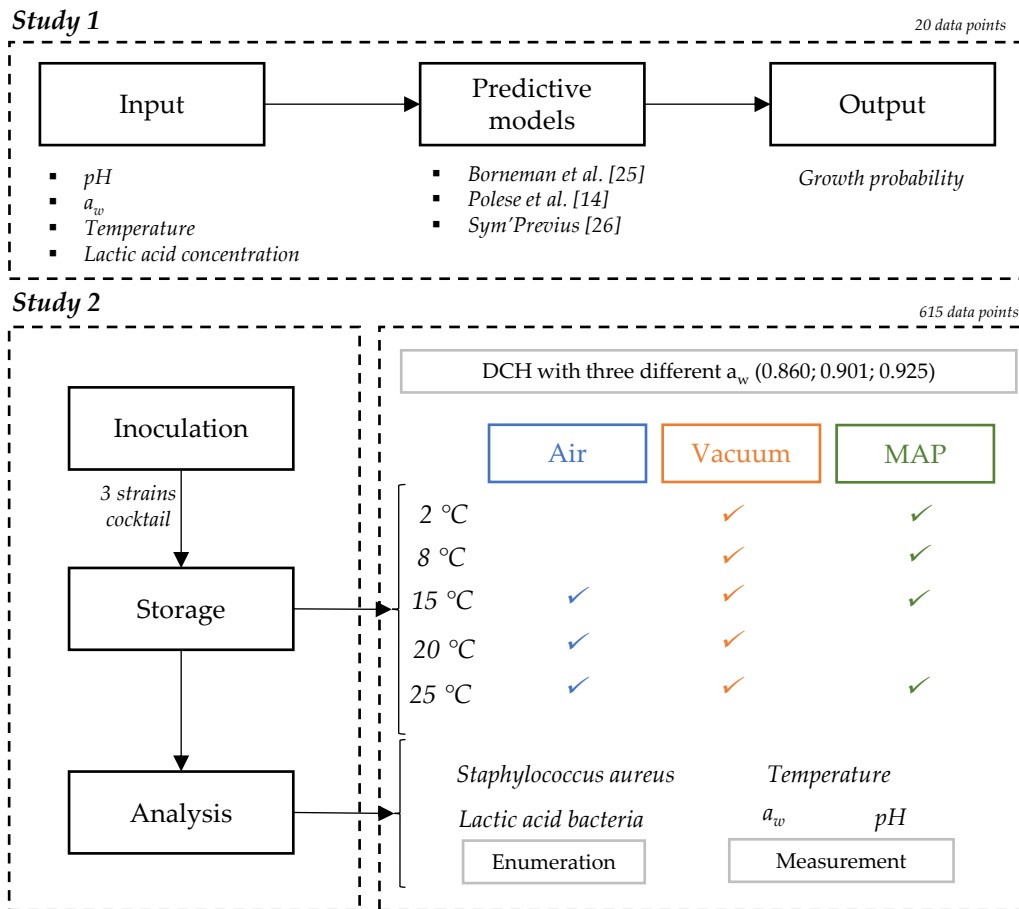 Study 1
20 data points
Input
Predictive
models
Output
▪ pH
▪ a_w
▪ Temperature
▪ Lactic acid concentration
▪ Borneman et al. [25]
▪ Polese et al. [14]
▪ Sym'Previus [26]
Growth probability
Study 2
615 data points
Inoculation
3 strains
cocktail
Storage
Analysis
DCH with three different a_w (0.860; 0.901; 0.925)
Air Vacuum MAP
2 °C ✓ ✓
8 °C ✓ ✓
15 °C ✓ ✓ ✓
20 °C ✓ ✓
25 °C ✓ ✓ ✓
Staphylococcus aureus
Lactic acid bacteria
Enumeration
Temperature
a_w pH
Measurement